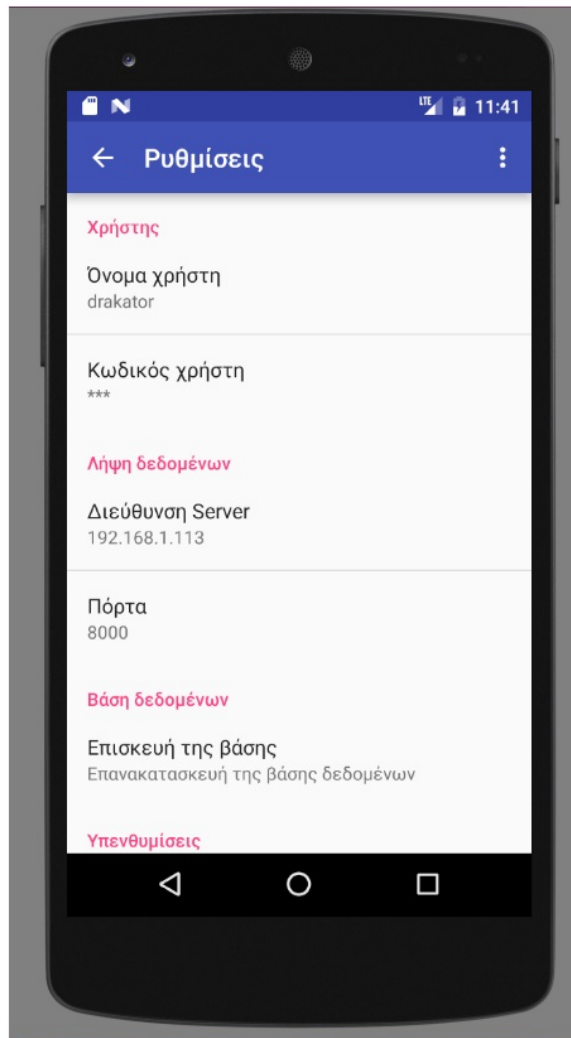 LTE 11:41
Ρυθμίσεις
Χρήστης
Όνομα χρήστη
drakator
Κωδικός χρήστη
***
Λήψη δεδομένων
Διεύθυνση Server
192.168.1.113
Πόρτα
8000
Βάση δεδομένων
Επισκευή της βάσης
Επανακατασκευή της βάσης δεδομένων
Υπενθυμίσεις